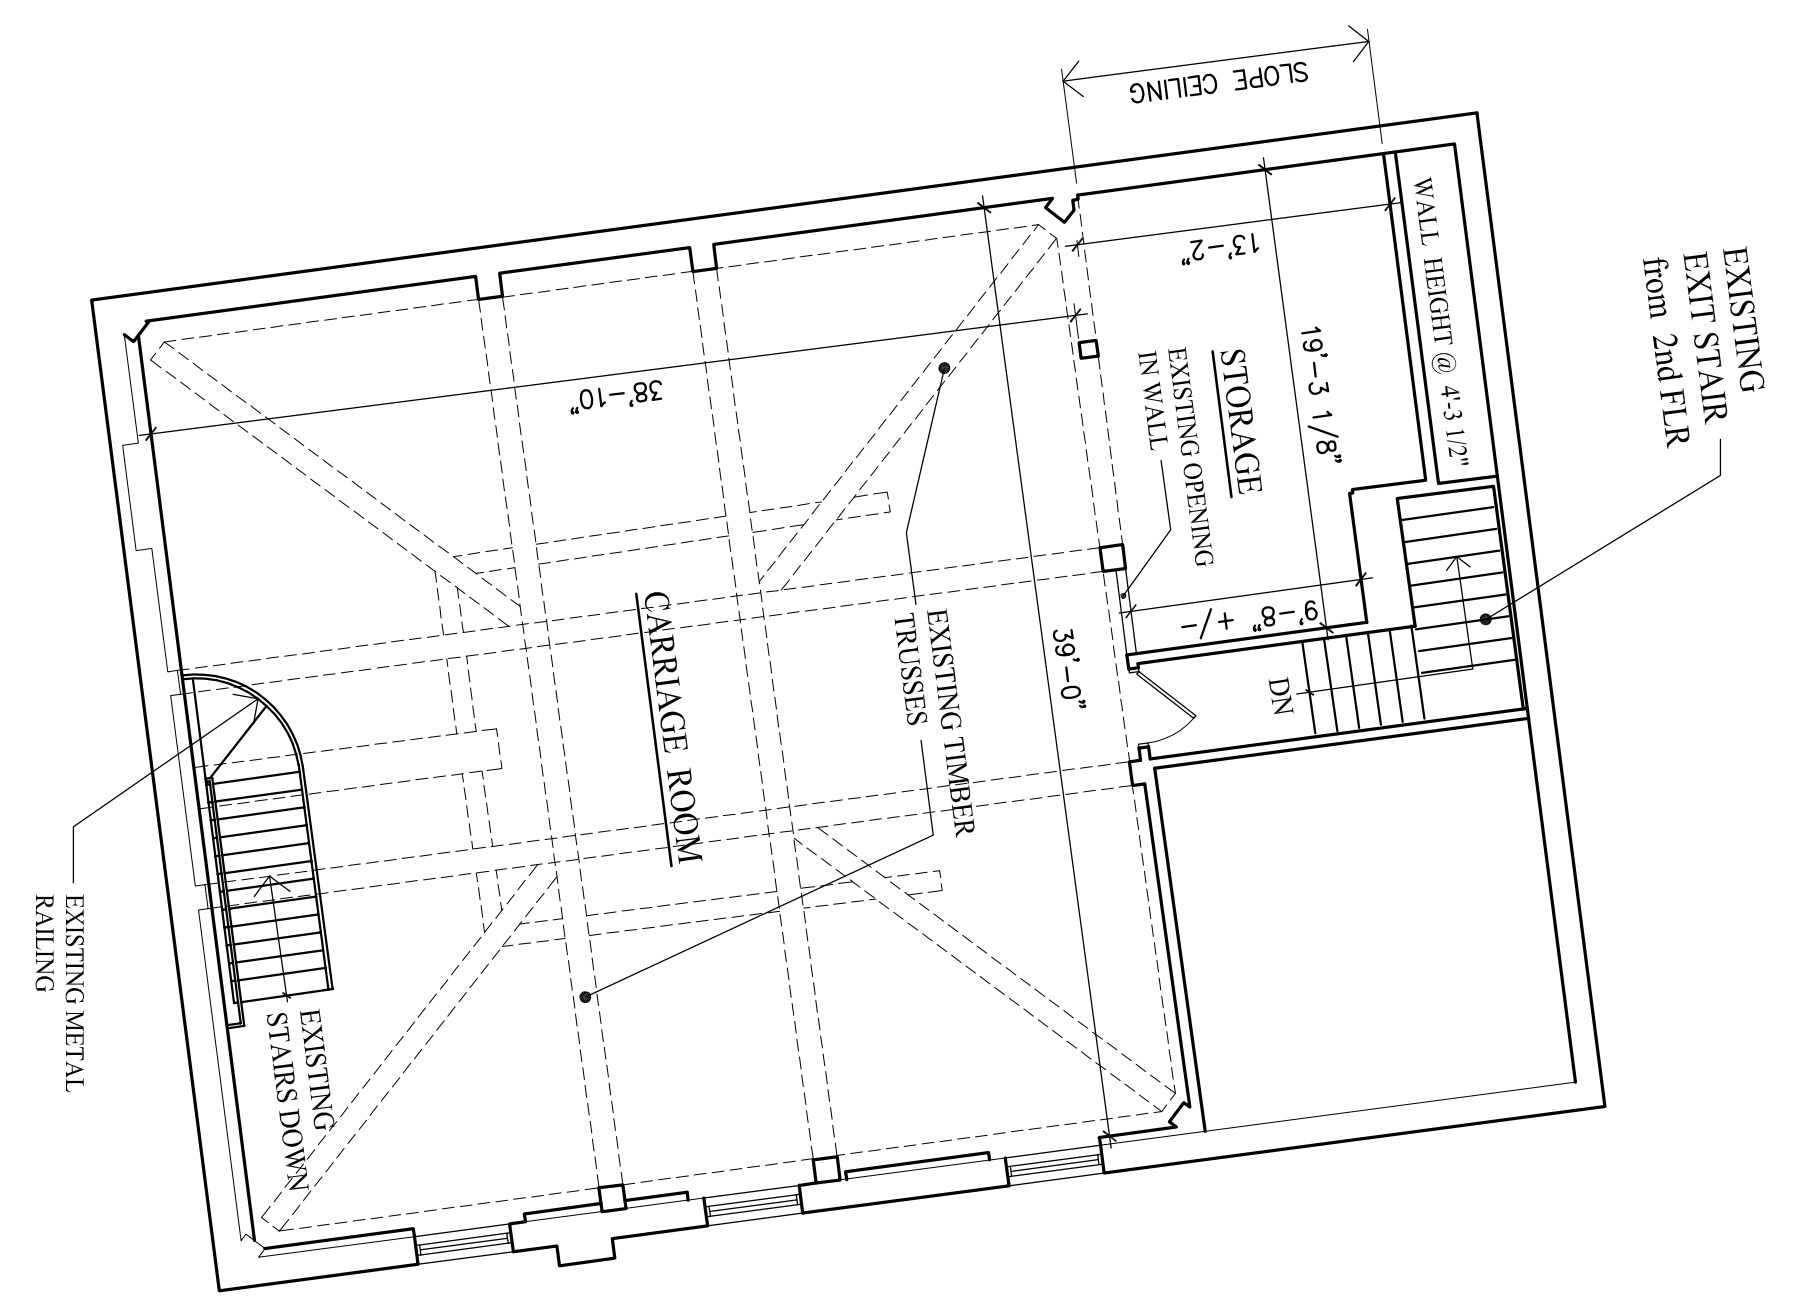 SLOPE CEILING
WALL HEIGHT @ 4'-3 1/2"
EXISTING
EXIT STAIR
from 2nd FLR
13'-2"
19'-3 1/8"
STORAGE
EXISTING OPENING
IN WALL
38'-10"
9'-8" +/-
DN
39'-0"
EXISTING TIMBER
TRUSSES
CARRIAGE ROOM
EXISTING METAL
RAILING
EXISTING
STAIRS DOWN